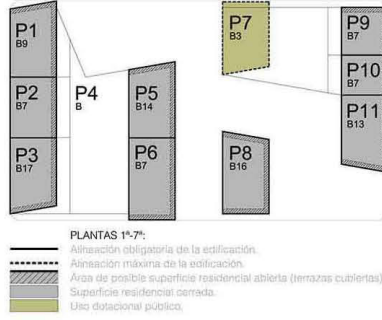 P1
B9
P2
B7
P3
B17
P4
B
P5
B14
P6
B7
P7
B3
P8
B16
P9
B7
P10
B7
P11
B13
PLANTAS 1ª-7ª:
Alineación obligatoria de la edificación.
Alineación máxima de la edificación.
Área de posible superficie residencial abierta (terrazas cubiertas)
Superficie residencial cerrada.
Uso dotacional público.